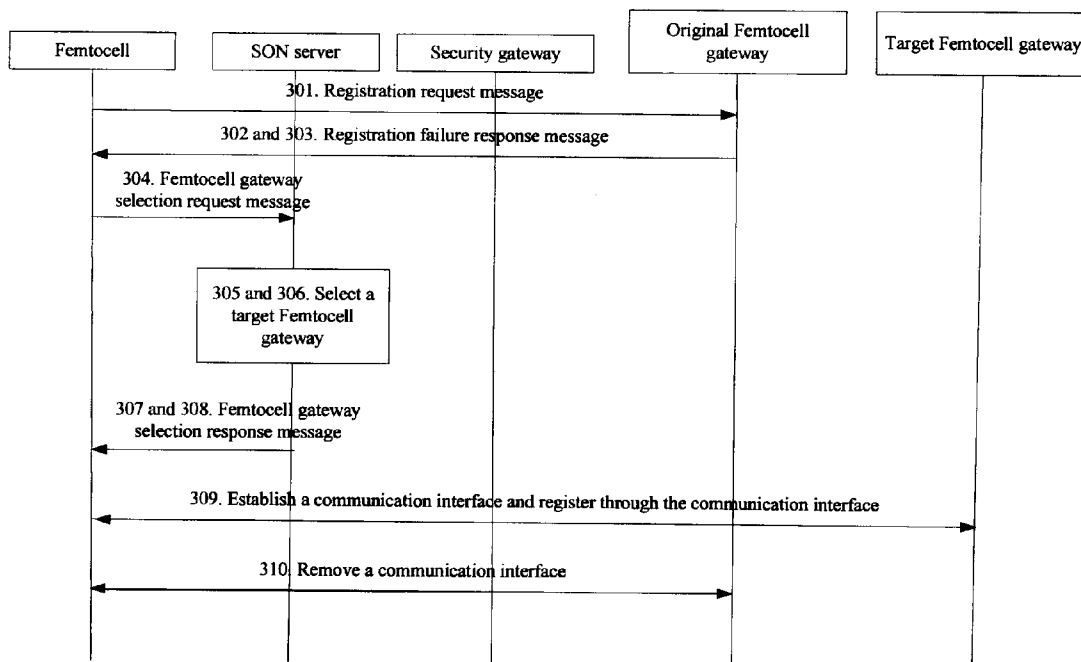 Femtocell
SON server
Security gateway
Original Femtocell
gateway
Target Femtocell gateway
301. Registration request message
302 and 303. Registration failure response message
304. Femtocell gateway
selection request message
305 and 306. Select a
target Femtocell
gateway
307 and 308. Femtocell gateway
selection response message
309. Establish a communication interface and register through the communication interface
310. Remove a communication interface